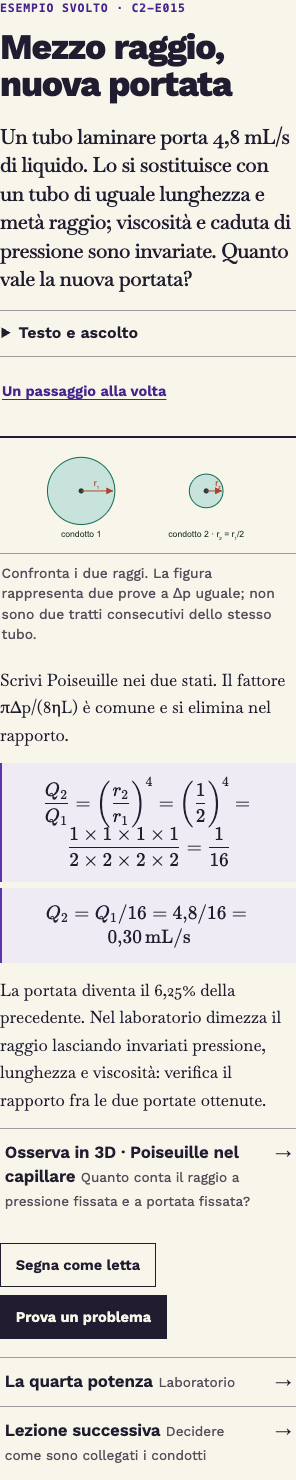 ESEMPIO SVOLTO · C2–E015
Mezzo raggio,
nuova portata
Un tubo laminare porta 4,8 mL/s
di liquido. Lo si sostituisce con
un tubo di uguale lunghezza e
metà raggio; viscosità e caduta di
pressione sono invariate. Quanto
vale la nuova portata?
▶ Testo e ascolto
Un passaggio alla volta
r₁ r₂
condotto 1 condotto 2 · r₂ = r₁/2
Confronta i due raggi. La figura
rappresenta due prove a Δp uguale; non
sono due tratti consecutivi dello stesso
tubo.
Scrivi Poiseuille nei due stati. Il fattore
πΔp/(8ηL) è comune e si elimina nel
rapporto.
Q₂/Q₁ = (r₂/r₁)⁴ = (1/2)⁴ =
(1 × 1 × 1 × 1)/(2 × 2 × 2 × 2) = 1/16
Q₂ = Q₁/16 = 4,8/16 =
0,30 mL/s
La portata diventa il 6,25% della
precedente. Nel laboratorio dimezza il
raggio lasciando invariati pressione,
lunghezza e viscosità: verifica il
rapporto fra le due portate ottenute.
Osserva in 3D · Poiseuille nel →
capillare Quanto conta il raggio a
pressione fissata e a portata fissata?
Segna come letta
Prova un problema
La quarta potenza Laboratorio →
Lezione successiva Decidere →
come sono collegati i condotti